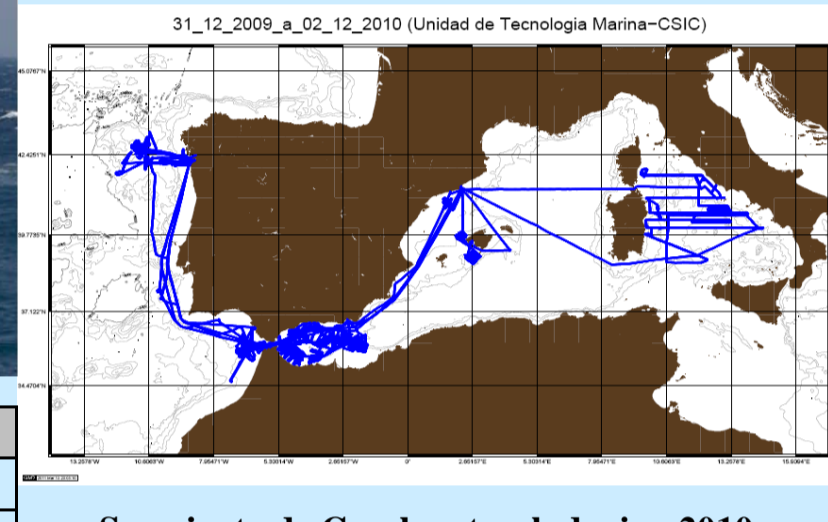 31_12_2009_a_02_12_2010 (Unidad de Tecnologia Marina−CSIC)
45.0767°N
42.4251°N
39.7735°N
37.122°N
34.4704°N
13.2578°W 10.6063°W 7.95471°W 5.30314°W 2.65157°W 0° 2.65157°E 5.30314°E 7.95471°E 10.6063°E 13.2578°E 15.9094°E